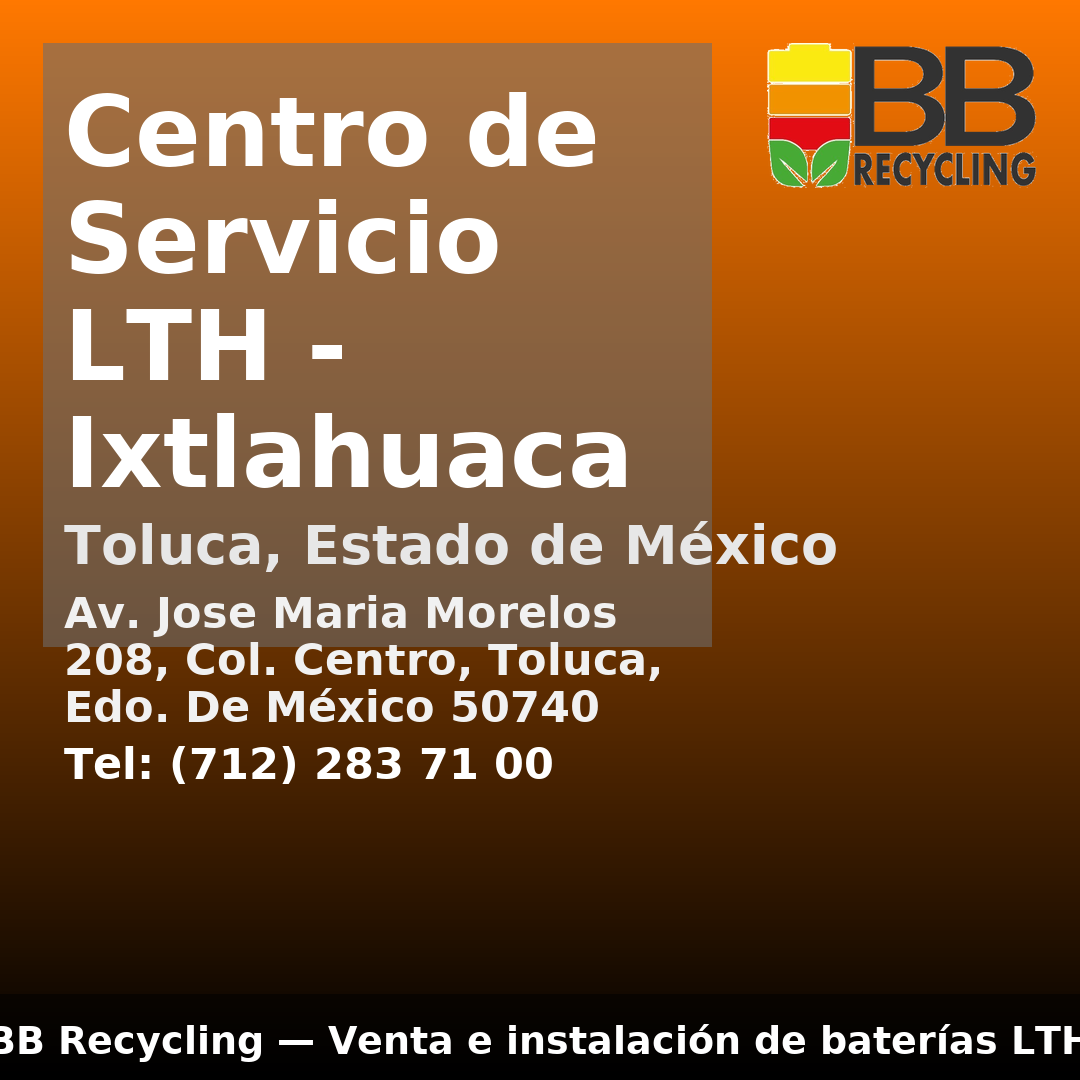 Centro de
Servicio
LTH -
Ixtlahuaca
Toluca, Estado de México
Av. Jose Maria Morelos
208, Col. Centro, Toluca,
Edo. De México 50740
Tel: (712) 283 71 00
BB
RECYCLING
BB Recycling — Venta e instalación de baterías LTH